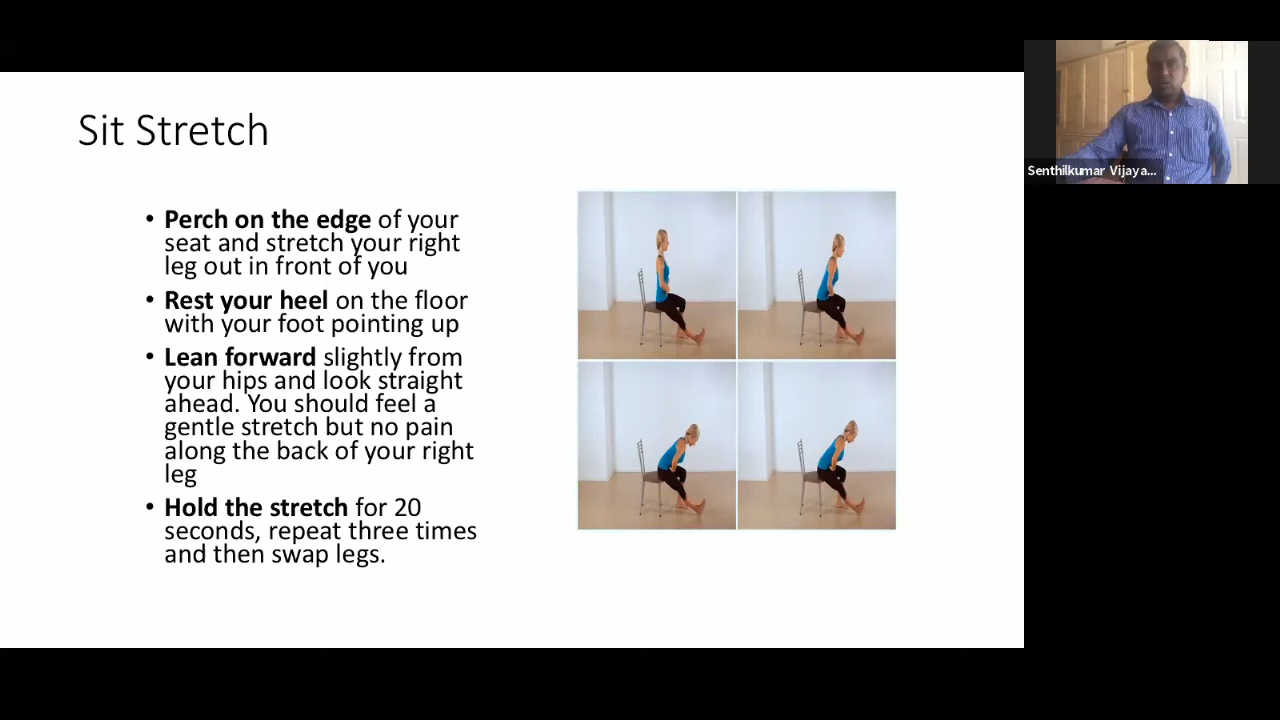 Sit Stretch
• Perch on the edge of your
seat and stretch your right
leg out in front of you
• Rest your heel on the floor
with your foot pointing up
• Lean forward slightly from
your hips and look straight
ahead. You should feel a
gentle stretch but no pain
along the back of your right
leg
• Hold the stretch for 20
seconds, repeat three times
and then swap legs.
Senthilkumar Vijaya...